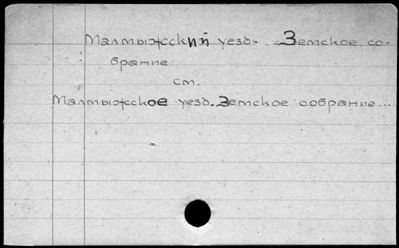 Малмыжский уезд. Земское со-
брание
см.
Малмыжское уезд. Земское собрание...